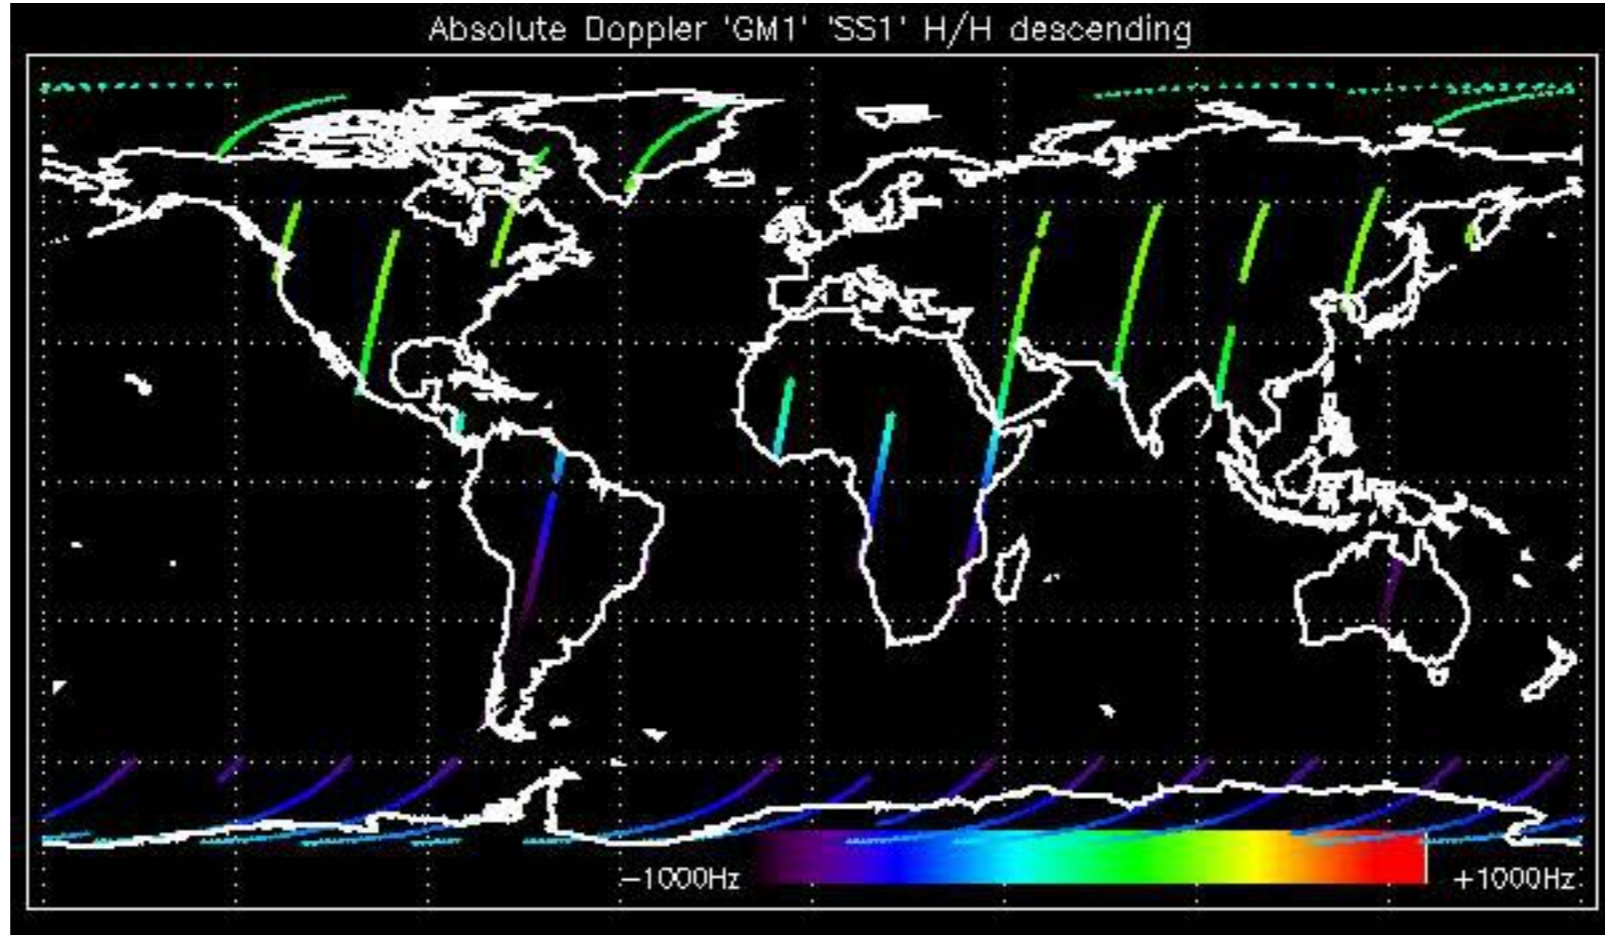 Absolute Doppler 'GM1' 'SS1' H/H descending
−1000Hz +1000Hz